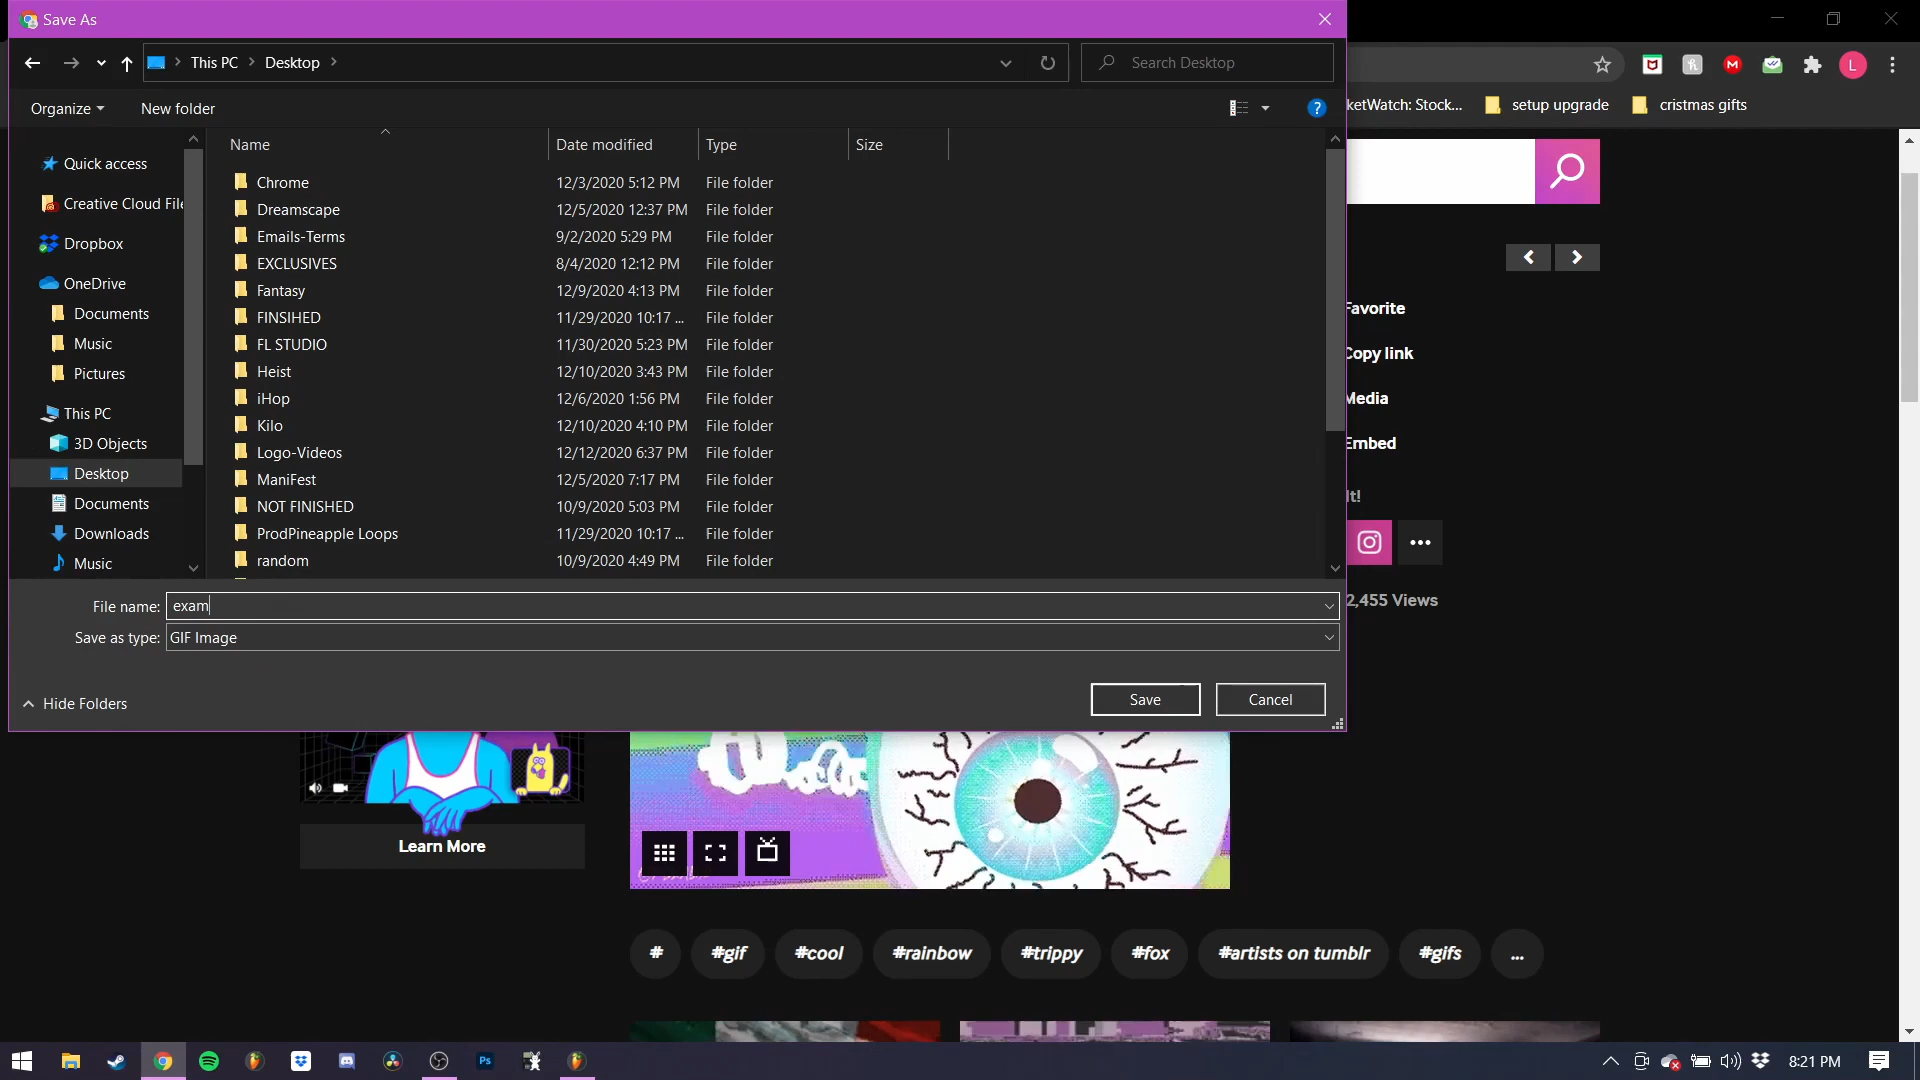 Save As
This PC
Desktop
Search Desktop
Organize
New folder
?
L
ketWatch: Stock...
setup upgrade
cristmas gifts
Name
Date modified
Type
Size
Quick access
Creative Cloud File
Dropbox
OneDrive
Documents
Music
Pictures
This PC
3D Objects
Desktop
Documents
Downloads
Music
Chrome 12/3/2020 5:12 PM File folder
Dreamscape 12/5/2020 12:37 PM File folder
Emails-Terms 9/2/2020 5:29 PM File folder
EXCLUSIVES 8/4/2020 12:12 PM File folder
Fantasy 12/9/2020 4:13 PM File folder
FINSIHED 11/29/2020 10:17 ... File folder
FL STUDIO 11/30/2020 5:23 PM File folder
Heist 12/10/2020 3:43 PM File folder
iHop 12/6/2020 1:56 PM File folder
Kilo 12/10/2020 4:10 PM File folder
Logo-Videos 12/12/2020 6:37 PM File folder
ManiFest 12/5/2020 7:17 PM File folder
NOT FINISHED 10/9/2020 5:03 PM File folder
ProdPineapple Loops 11/29/2020 10:17 ... File folder
random 10/9/2020 4:49 PM File folder
File name: exam
Save as type: GIF Image
Hide Folders
Save
Cancel
Favorite
Copy link
Media
Embed
It!
2,455 Views
Learn More
#
#gif
#cool
#rainbow
#trippy
#fox
#artists on tumblr
#gifs
...
Ps
8:21 PM